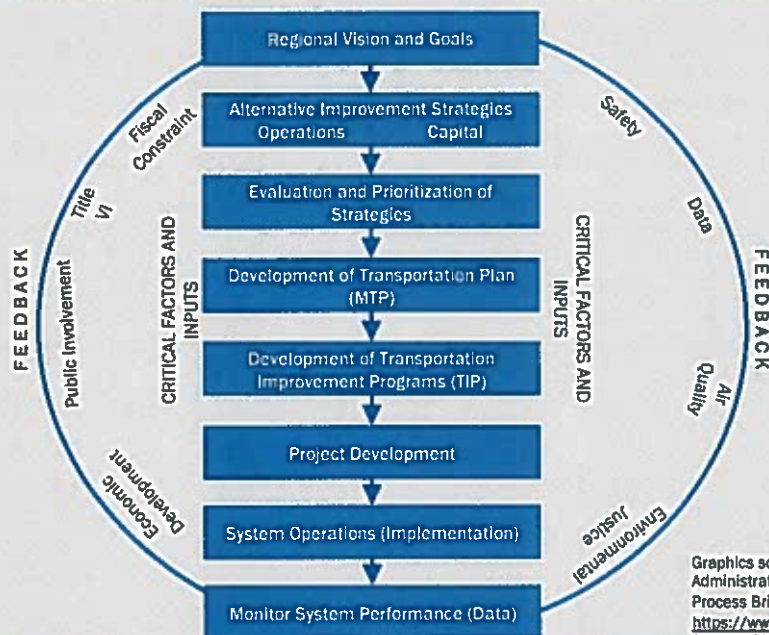 Regional Vision and Goals
Alternative Improvement Strategies
Operations Capital
Evaluation and Prioritization of
Strategies
Development of Transportation Plan
(MTP)
Development of Transportation
Improvement Programs (TIP)
Project Development
System Operations (Implementation)
Monitor System Performance (Data)
FEEDBACK
Fiscal
Constraint
Title
VI
Public Involvement
Economic
Development
CRITICAL FACTORS AND
INPUTS
CRITICAL FACTORS AND
INPUTS
Safety
Data
Air
Quality
Environmental
Justice
FEEDBACK
Graphics
Administrat
Process
https://www